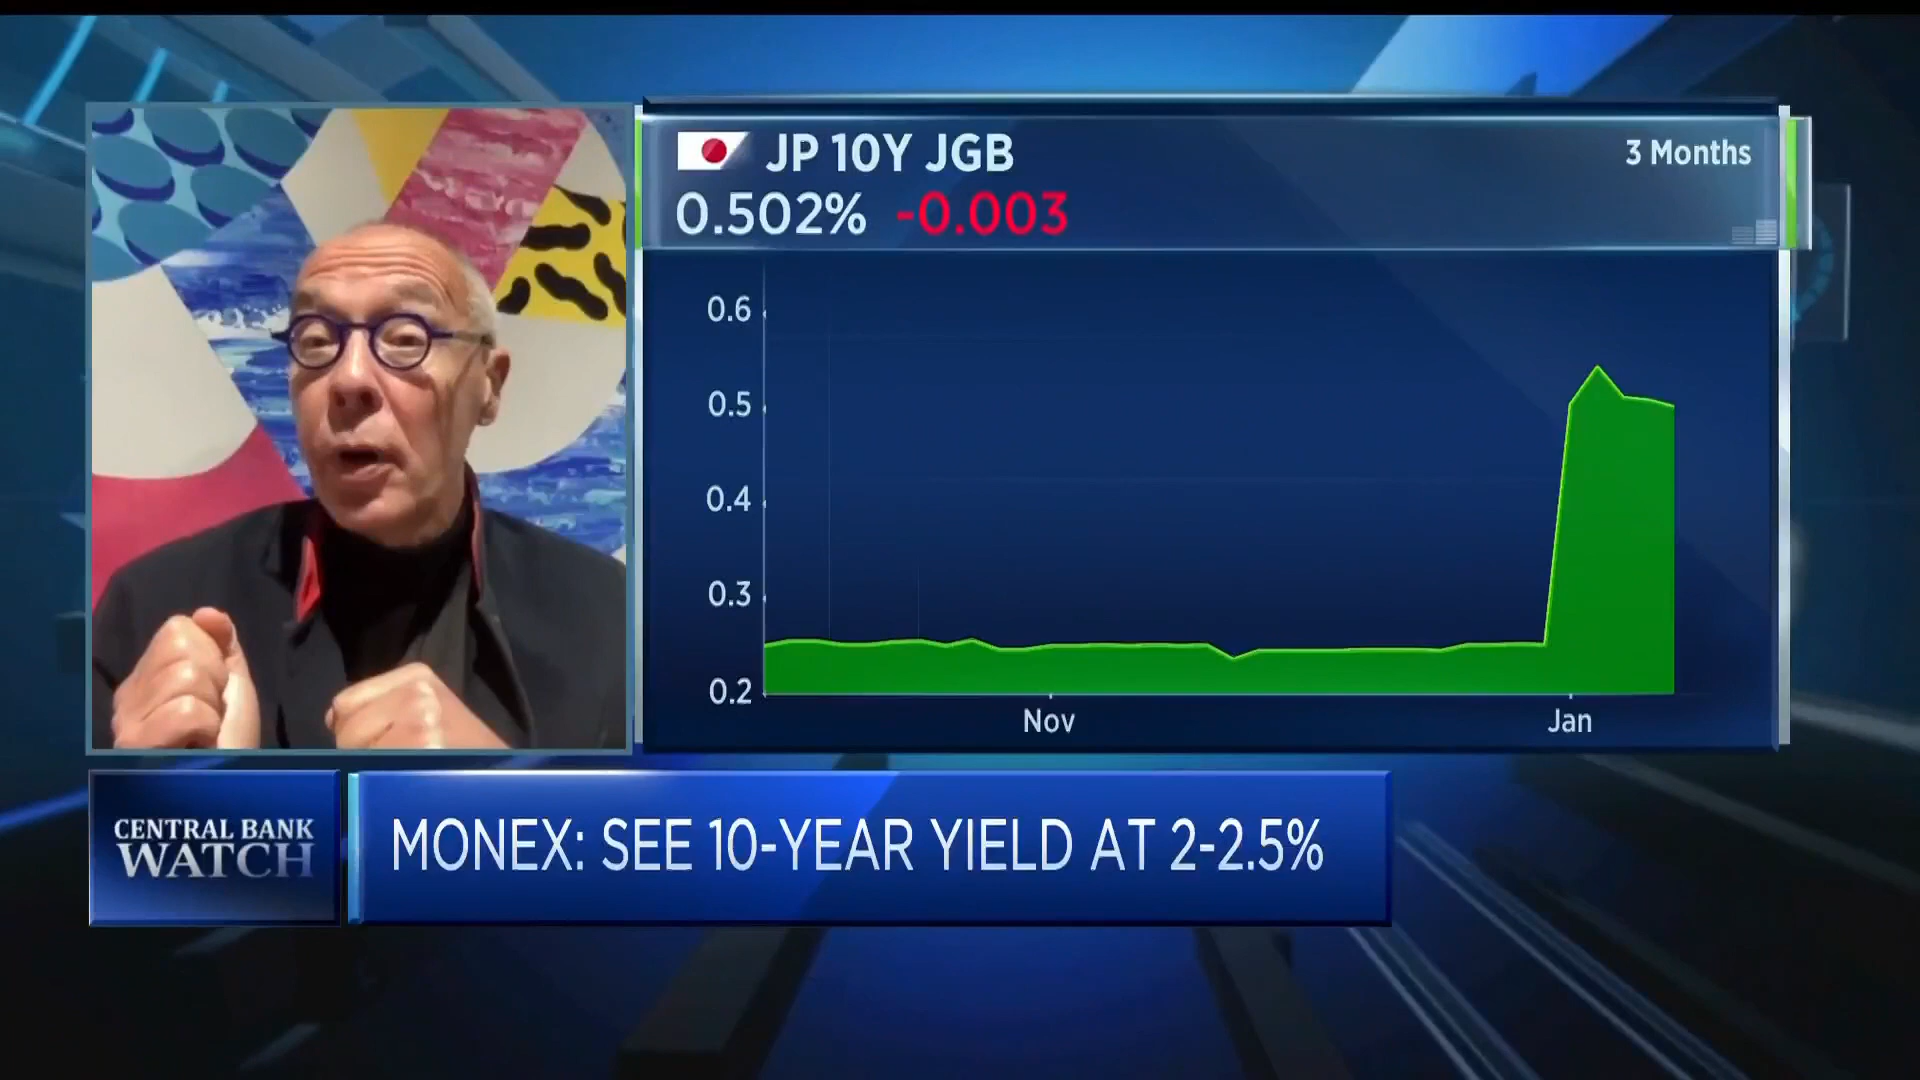 JP 10Y JGB
3 Months
0.502% -0.003
0.6
0.5
0.4
0.3
0.2
Nov
Jan
CENTRAL BANK
WATCH
MONEX: SEE 10-YEAR YIELD AT 2-2.5%